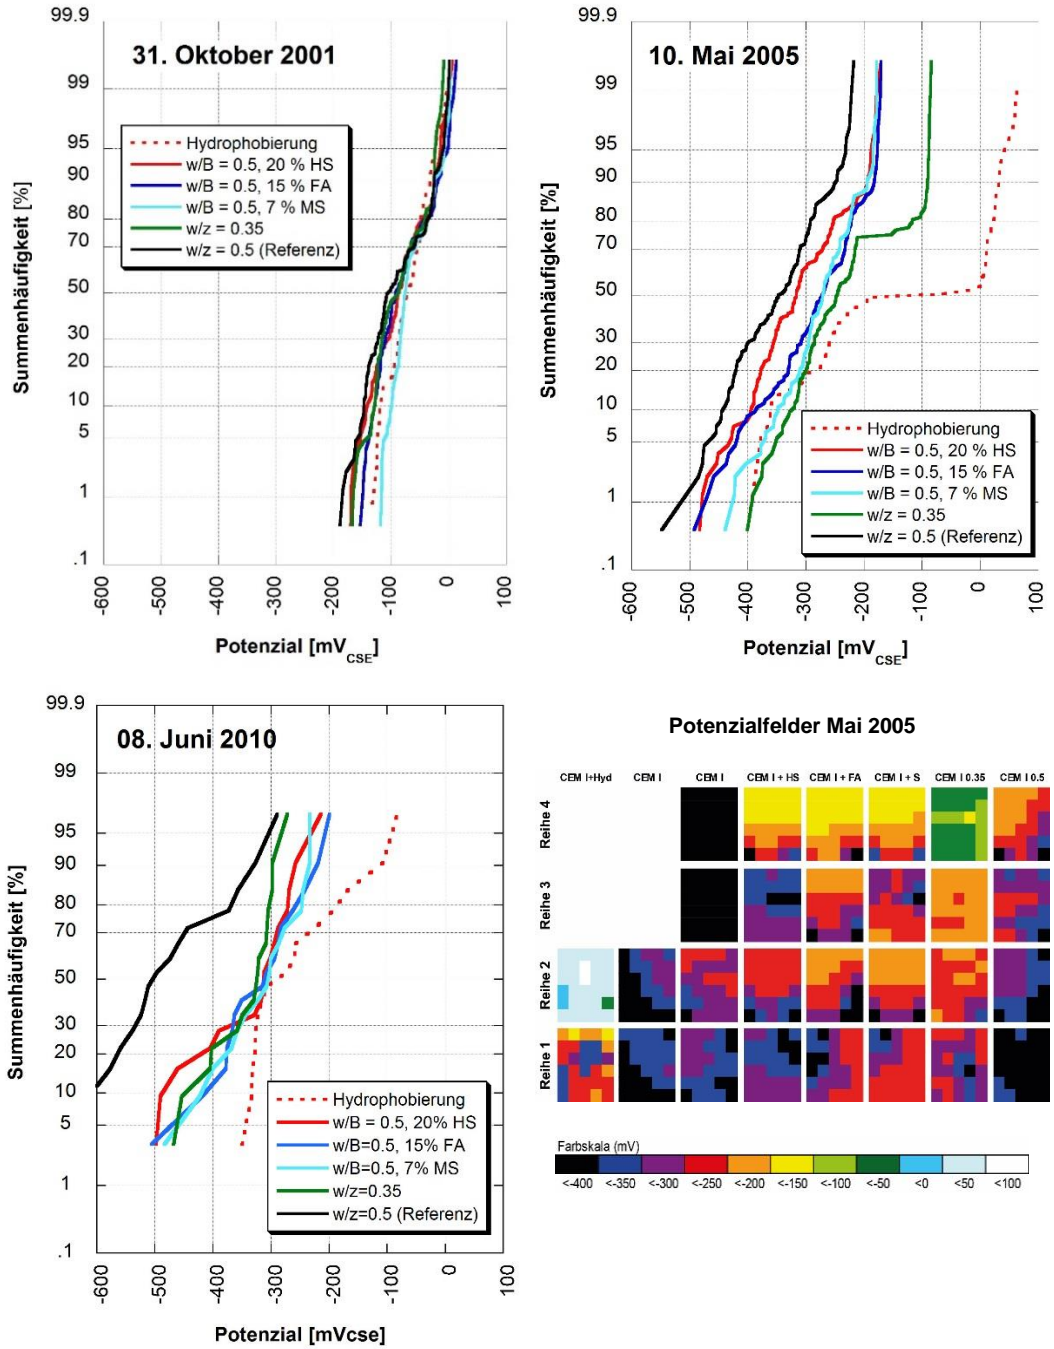 31. Oktober 2001
Summenhäufigkeit [%]
99.9
99
95
90
80
70
50
30
20
10
5
1
.1
Hydrophobierung
w/B = 0.5, 20 % HS
w/B = 0.5, 15 % FA
w/B = 0.5, 7 % MS
w/z = 0.35
w/z = 0.5 (Referenz)
-600
-500
-400
-300
-200
-100
0
100
Potenzial [mVCSE]
10. Mai 2005
Summenhäufigkeit [%]
99.9
99
95
90
80
70
50
30
20
10
5
1
.1
Hydrophobierung
w/B = 0.5, 20 % HS
w/B = 0.5, 15 % FA
w/B = 0.5, 7 % MS
w/z = 0.35
w/z = 0.5 (Referenz)
-600
-500
-400
-300
-200
-100
0
100
Potenzial [mVCSE]
08. Juni 2010
Summenhäufigkeit [%]
99.9
99
95
90
80
70
50
30
20
10
5
1
.1
Hydrophobierung
w/B = 0.5, 20% HS
w/B=0.5, 15% FA
w/B=0.5, 7% MS
w/z=0.35
w/z=0.5 (Referenz)
-600
-500
-400
-300
-200
-100
0
100
Potenzial [mVcse]
Potenzialfelder Mai 2005
CEM I+Hyd CEM I CEM I CEM I + HS CEM I + FA CEM I + S CEM I 0.35 CEM I 0.5
Reihe 4
Reihe 3
Reihe 2
Reihe 1
Farbskala (mV)
<-400 <-350 <-300 <-250 <-200 <-150 <-100 <-50 <0 <50 <100